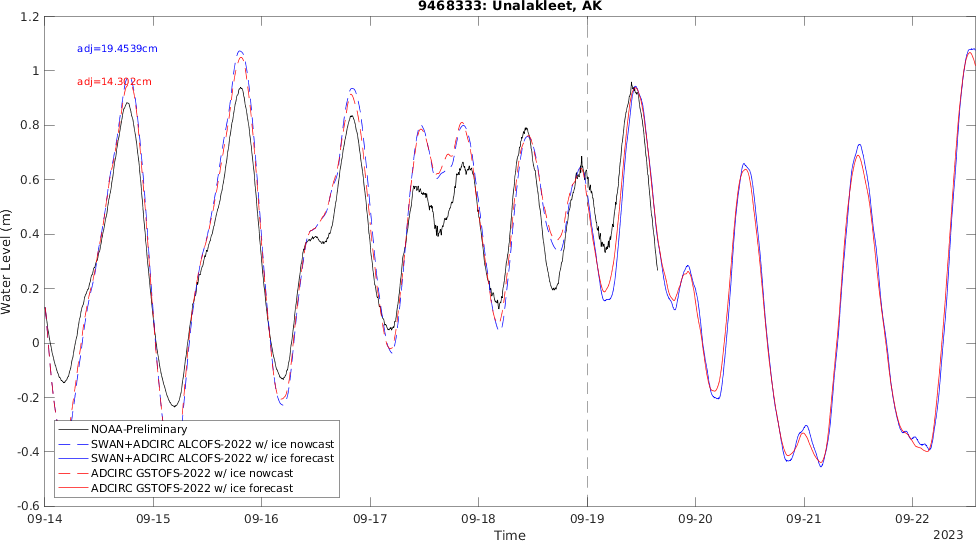 9468333: Unalakleet, AK
1.2
1
0.8
0.6
0.4
0.2
0
-0.2
-0.4
-0.6
Water Level (m)
adj=19.4539cm
adj=14.302cm
NOAA-Preliminary
SWAN+ADCIRC ALCOFS-2022 w/ ice nowcast
SWAN+ADCIRC ALCOFS-2022 w/ ice forecast
ADCIRC GSTOFS-2022 w/ ice nowcast
ADCIRC GSTOFS-2022 w/ ice forecast
09-14 09-15 09-16 09-17 09-18 09-19 09-20 09-21 09-22
Time
2023